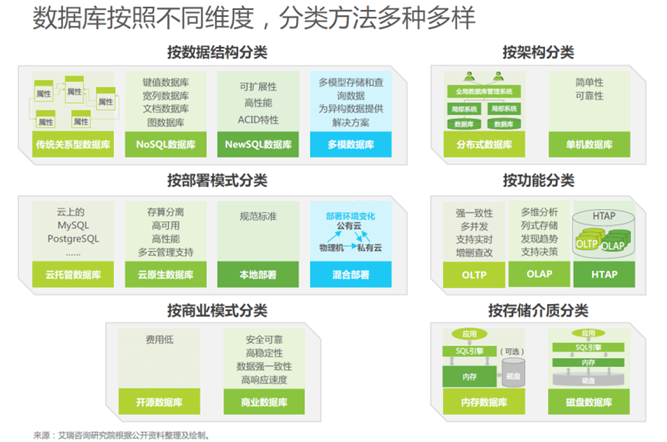 数据库按照不同维度，分类方法多种多样
按数据结构分类
属性
属性
属性
属性
属性
传统关系型数据库
键值数据库
宽列数据库
文档数据库
图数据库
NoSQL数据库
可扩展性
高性能
ACID特性
NewSQL数据库
多模型存储和查
询数据
为异构数据提供
解决方案
多模数据库
按架构分类
全局数据库管理系统
局部系统
局部系统
数据库
数据库
分布式数据库
简单性
可靠性
单机数据库
按部署模式分类
云上的
MySQL
PostgreSQL
......
云托管数据库
存算分离
高可用
高性能
多云管理支持
云原生数据库
规范标准
本地部署
部署环境变化
公有云
物理机
私有云
混合部署
按功能分类
强一致性
多并发
支持实时
增删查改
OLTP
多维分析
列式存储
发现趋势
支持决策
OLAP
HTAP
OLTP
OLAP
HTAP
按商业模式分类
费用低
开源数据库
安全可靠
高稳定性
数据强一致性
高响应速度
商业数据库
按存储介质分类
应用
SQL引擎
（可选）
内存
磁盘
内存数据库
应用
SQL引擎
内存
磁盘
磁盘数据库
来源：艾瑞咨询研究院根据公开资料整理及绘制。